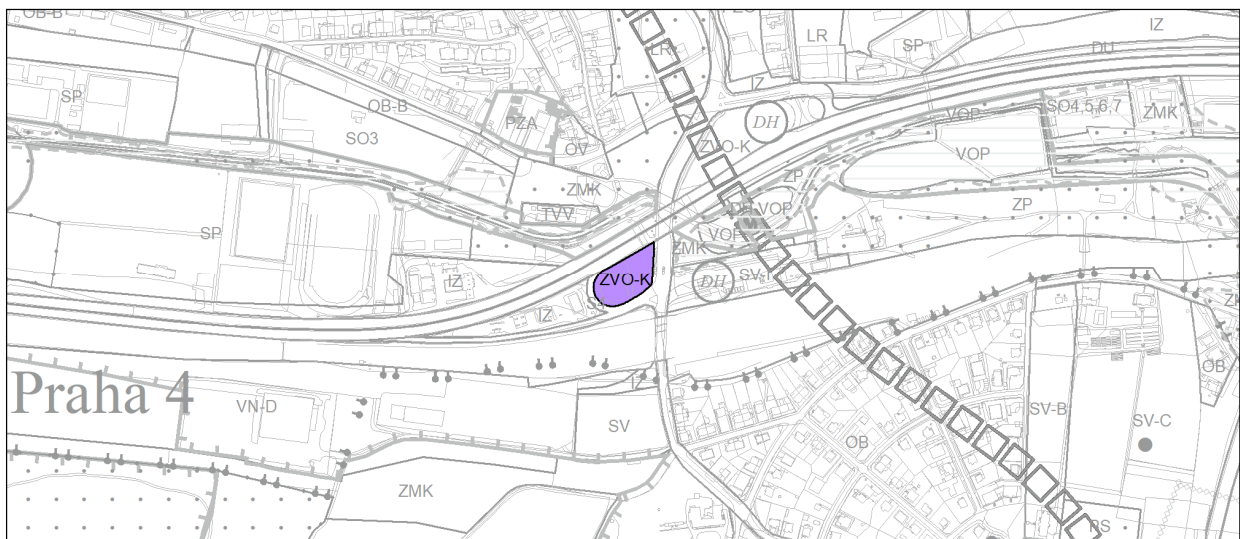 OB-B
LR
LR
SP
IZ
DU
IZ
SP
OB-B
SO3
PZA
OV
DH
ZVO-K
VOP
SO4,5,6,7
ZMK
VOP
ZMK
TVV
ZP
DH
VOP
ZP
SP
VOP
ZMK
IZ
ZVO-K
DH
SV-I
IZ
Praha 4
VN-D
IZ
SV
OB
OB
SV-B
SV-C
ZMK
PS